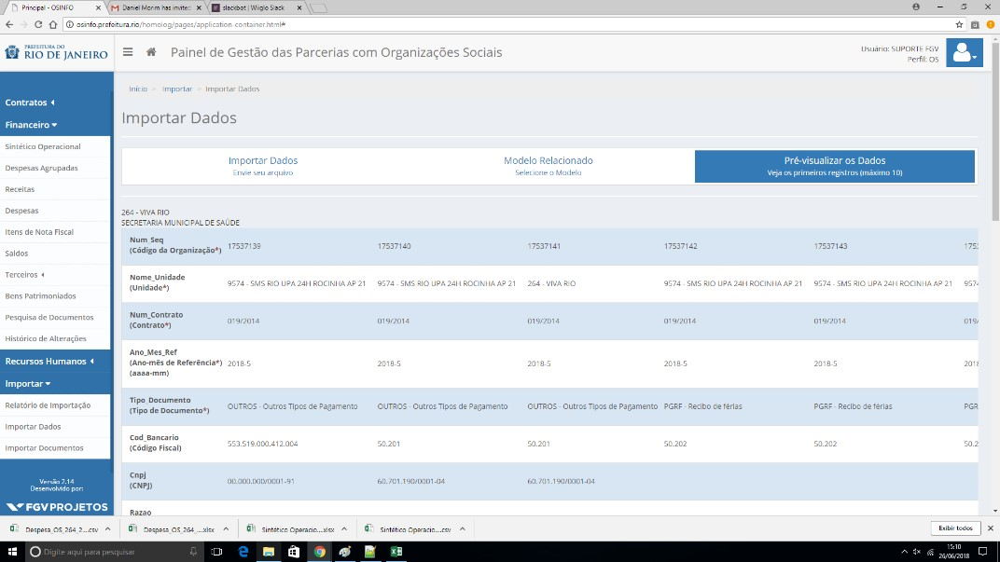 Principal - OSINFO
Daniel Morim has invite
slackbot | Wiiglo Slack
osinfo.prefeitura.rio/homolog/pages/application-container.html#
PREFEITURA DO
RIO DE JANEIRO
Painel de Gestão das Parcerias com Organizações Sociais
Usuário: SUPORTE FGV
Perfil: OS
Contratos
Financeiro
Sintético Operacional
Despesas Agrupadas
Receitas
Despesas
Itens de Nota Fiscal
Saldos
Terceiros
Bens Patrimoniados
Pesquisa de Documentos
Histórico de Alterações
Recursos Humanos
Importar
Relatório de Importação
Importar Dados
Importar Documentos
Versão 2.14
Desenvolvido por:
FGV PROJETOS
Início > Importar > Importar Dados
Importar Dados
Importar Dados
Envie seu arquivo
Modelo Relacionado
Selecione o Modelo
Pré-visualizar os Dados
Veja os primeiros registros (máximo 10)
264 - VIVA RIO
SECRETARIA MUNICIPAL DE SAÚDE
Num_Seq
(Código da Organização*) 17537139 17537140 17537141 17537142 17537143 1753
Nome_Unidade
(Unidade*) 9574 - SMS RIO UPA 24H ROCINHA AP 21 9574 - SMS RIO UPA 24H ROCINHA AP 21 264 - VIVA RIO 9574 - SMS RIO UPA 24H ROCINHA AP 21 9574 - SMS RIO UPA 24H ROCINHA AP 21 9574
Num_Contrato
(Contrato*) 019/2014 019/2014 019/2014 019/2014 019/2014 019/
Ano_Mes_Ref
(Ano-mês de Referência*) 2018-5 2018-5 2018-5 2018-5 2018-5 2018
(aaaa-mm)
Tipo_Documento
(Tipo de Documento*) OUTROS - Outros Tipos de Pagamento OUTROS - Outros Tipos de Pagamento OUTROS - Outros Tipos de Pagamento PGRF - Recibo de férias PGRF - Recibo de férias PGR
Cod_Bancario
(Código Fiscal) 553.519.000.412.004 50.201 50.201 50.202 50.202 50.2
Cnpj
(CNPJ) 00.000.000/0001-91 60.701.190/0001-04 60.701.190/0001-04
Razao
Despesa_OS_264_2....csv
Despesa_OS_264_....xlsx
Sintético Operacio....xlsx
Sintético Operacio....csv
Exibir todos
Digite aqui para pesquisar
15:10
26/06/2018